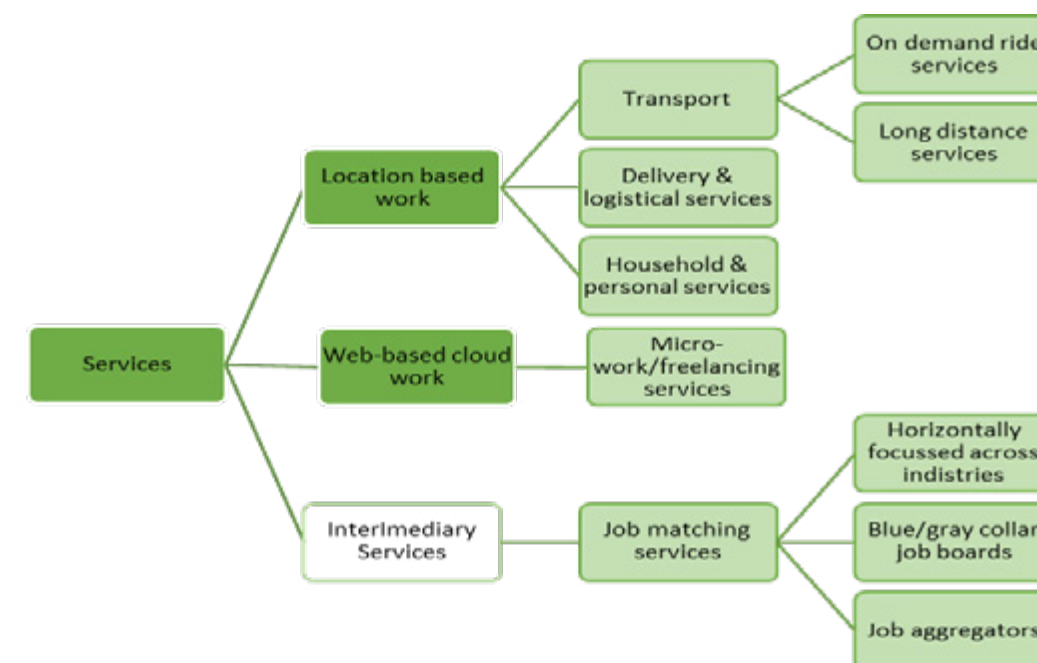 On demand ride
services
Transport
Long distance
services
Location based
work
Delivery &
logistical services
Household &
personal services
Services
Web-based cloud
work
Micro-
work/freelancing
services
Horizontally
focussed across
indistries
InterImediary
Services
Job matching
services
Blue/gray collar
job boards
Job aggregators